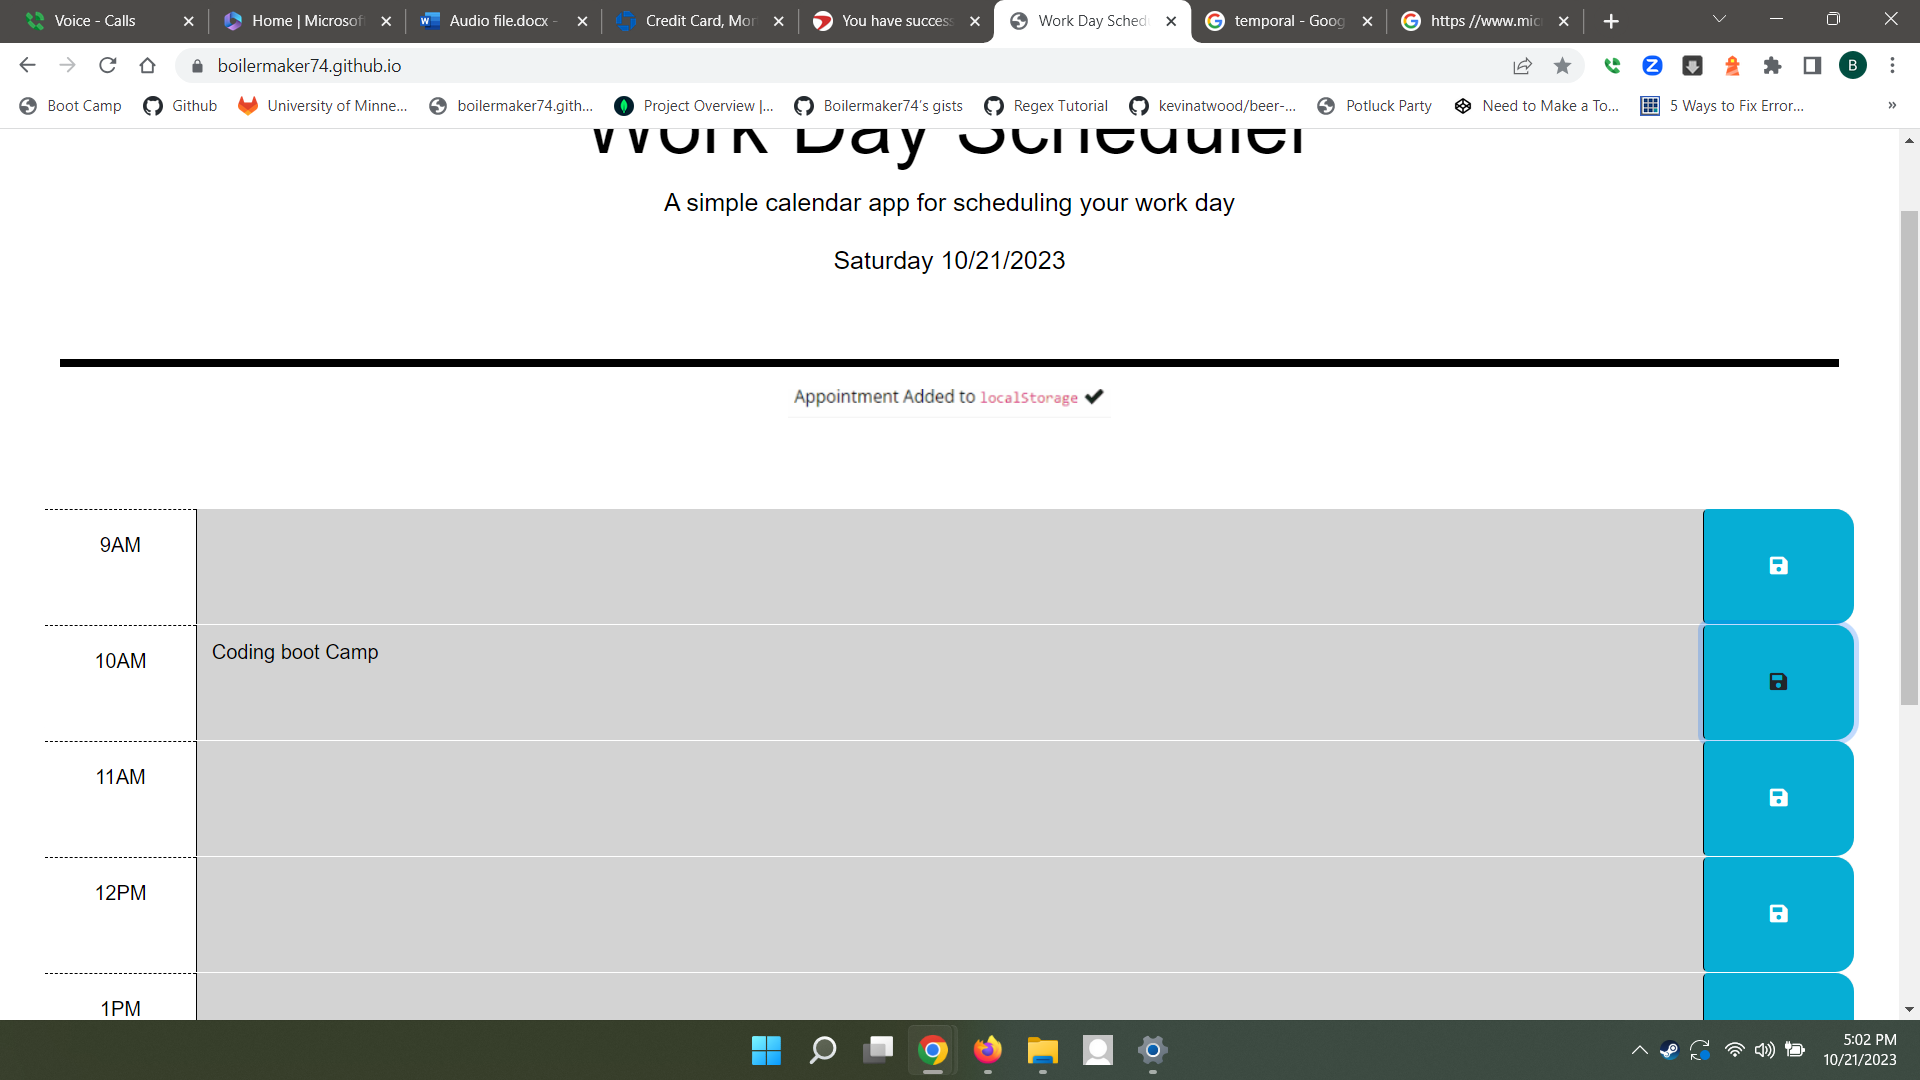 Voice - Calls
Home | Microsof
Audio file.docx -
Credit Card, Mor
You have success
Work Day Sched
temporal - Goog
https //www.mic
boilermaker74.github.io
B
Boot Camp
Github
University of Minne...
boilermaker74.gith...
Project Overview |...
Boilermaker74's gists
Regex Tutorial
kevinatwood/beer-...
Potluck Party
Need to Make a To...
5 Ways to Fix Error...
»
Work Day Scheduler
A simple calendar app for scheduling your work day
Saturday 10/21/2023
Appointment Added to localStorage ✔
9AM
10AM
Coding boot Camp
11AM
12PM
1PM
5:02 PM
10/21/2023